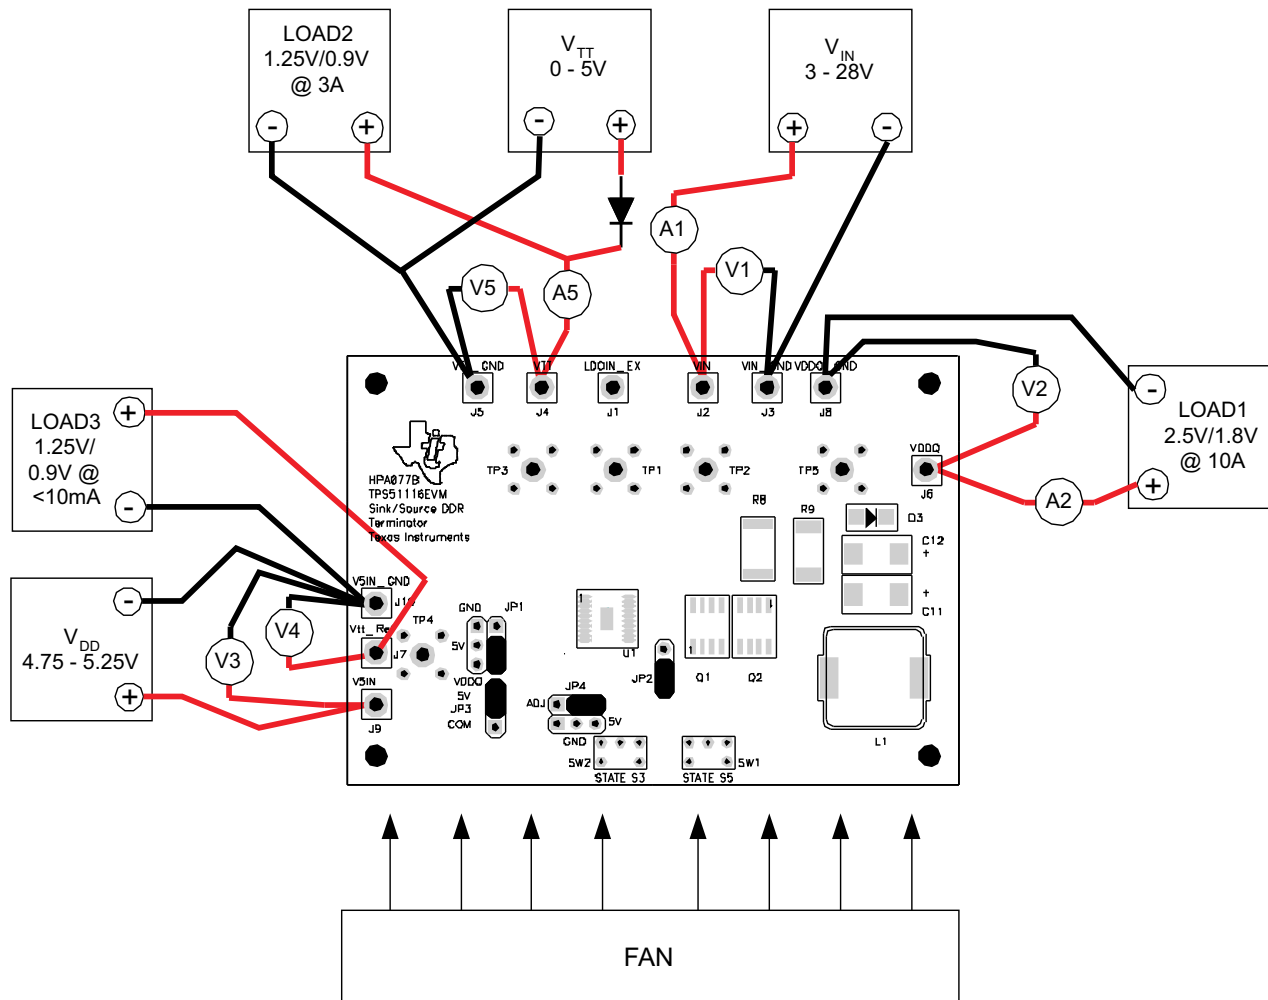 LOAD2
1.25V/0.9V
@ 3A
-
+
VTT
0 - 5V
-
+
VIN
3 - 28V
+
-
A1
V1
V5
A5
V2
A2
LOAD1
2.5V/1.8V
@ 10A
-
+
LOAD3
1.25V/
0.9V @
<10mA
+
-
VDD
4.75 - 5.25V
-
+
V4
V3
VTT
LDOIN_EX
VIN
J5
J4
J1
J2
J3
J8
VDDQ
J6
TP3
TP1
TP2
TP5
HPA077B
TPS51116EVM
Sink/Source DDR
Terminator
Texas Instruments
R8
R9
D3
C12
+
+
C11
V5IN_GND
J7
V5IN
J9
TP4
GND
JP1
5V
VDDQ
5V
JP3
COM
1
U1
JP2
1
Q1
Q2
JP4
ADJ
5V
GND
SW2
STATE S3
STATE S5
SW1
L1
FAN